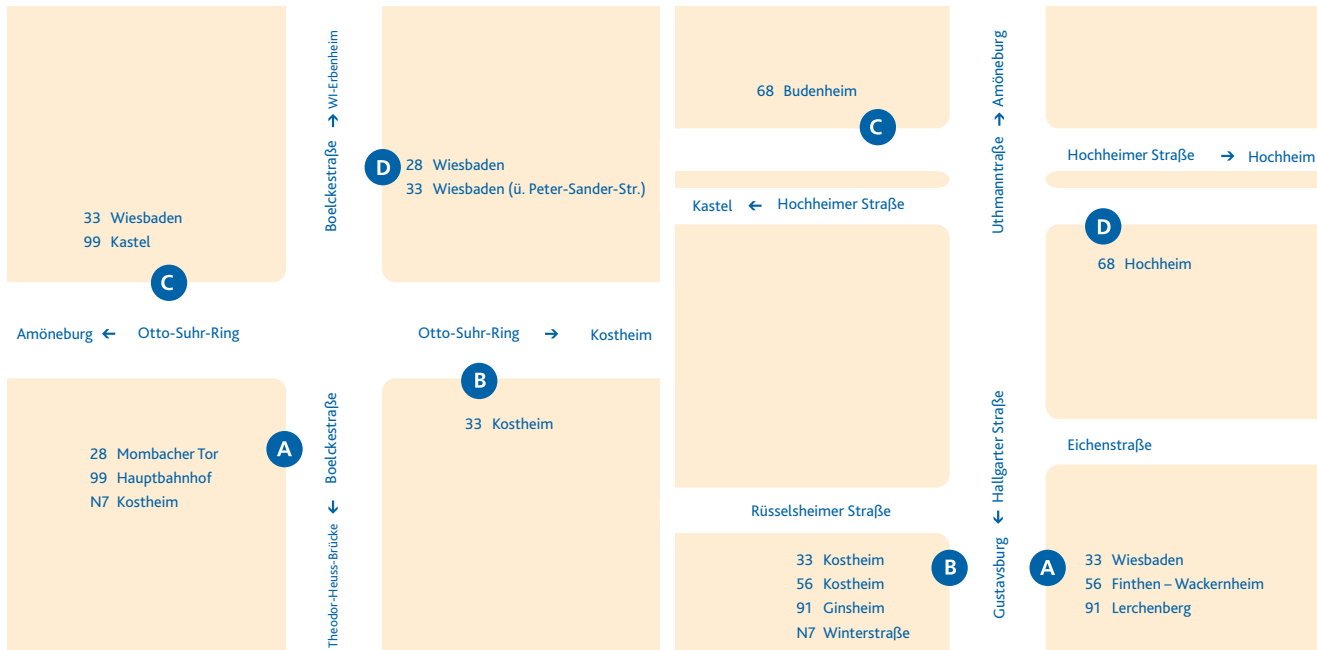 Boelckestraße → WI-Erbenheim
D
28 Wiesbaden
33 Wiesbaden (ü. Peter-Sander-Str.)
33 Wiesbaden
99 Kastel
C
Amöneburg ← Otto-Suhr-Ring
Otto-Suhr-Ring → Kostheim
B
33 Kostheim
A
28 Mombacher Tor
99 Hauptbahnhof
N7 Kostheim
Theodor-Heuss-Brücke ← Boelckestraße
68 Budenheim
C
Uthmanntraße → Amöneburg
Hochheimer Straße → Hochheim
Kastel ← Hochheimer Straße
D
68 Hochheim
Gustavsburg ← Hallgarter Straße
Eichenstraße
Rüsselsheimer Straße
33 Kostheim
56 Kostheim
91 Ginsheim
N7 Winterstraße
B
A
33 Wiesbaden
56 Finthen – Wackernheim
91 Lerchenberg